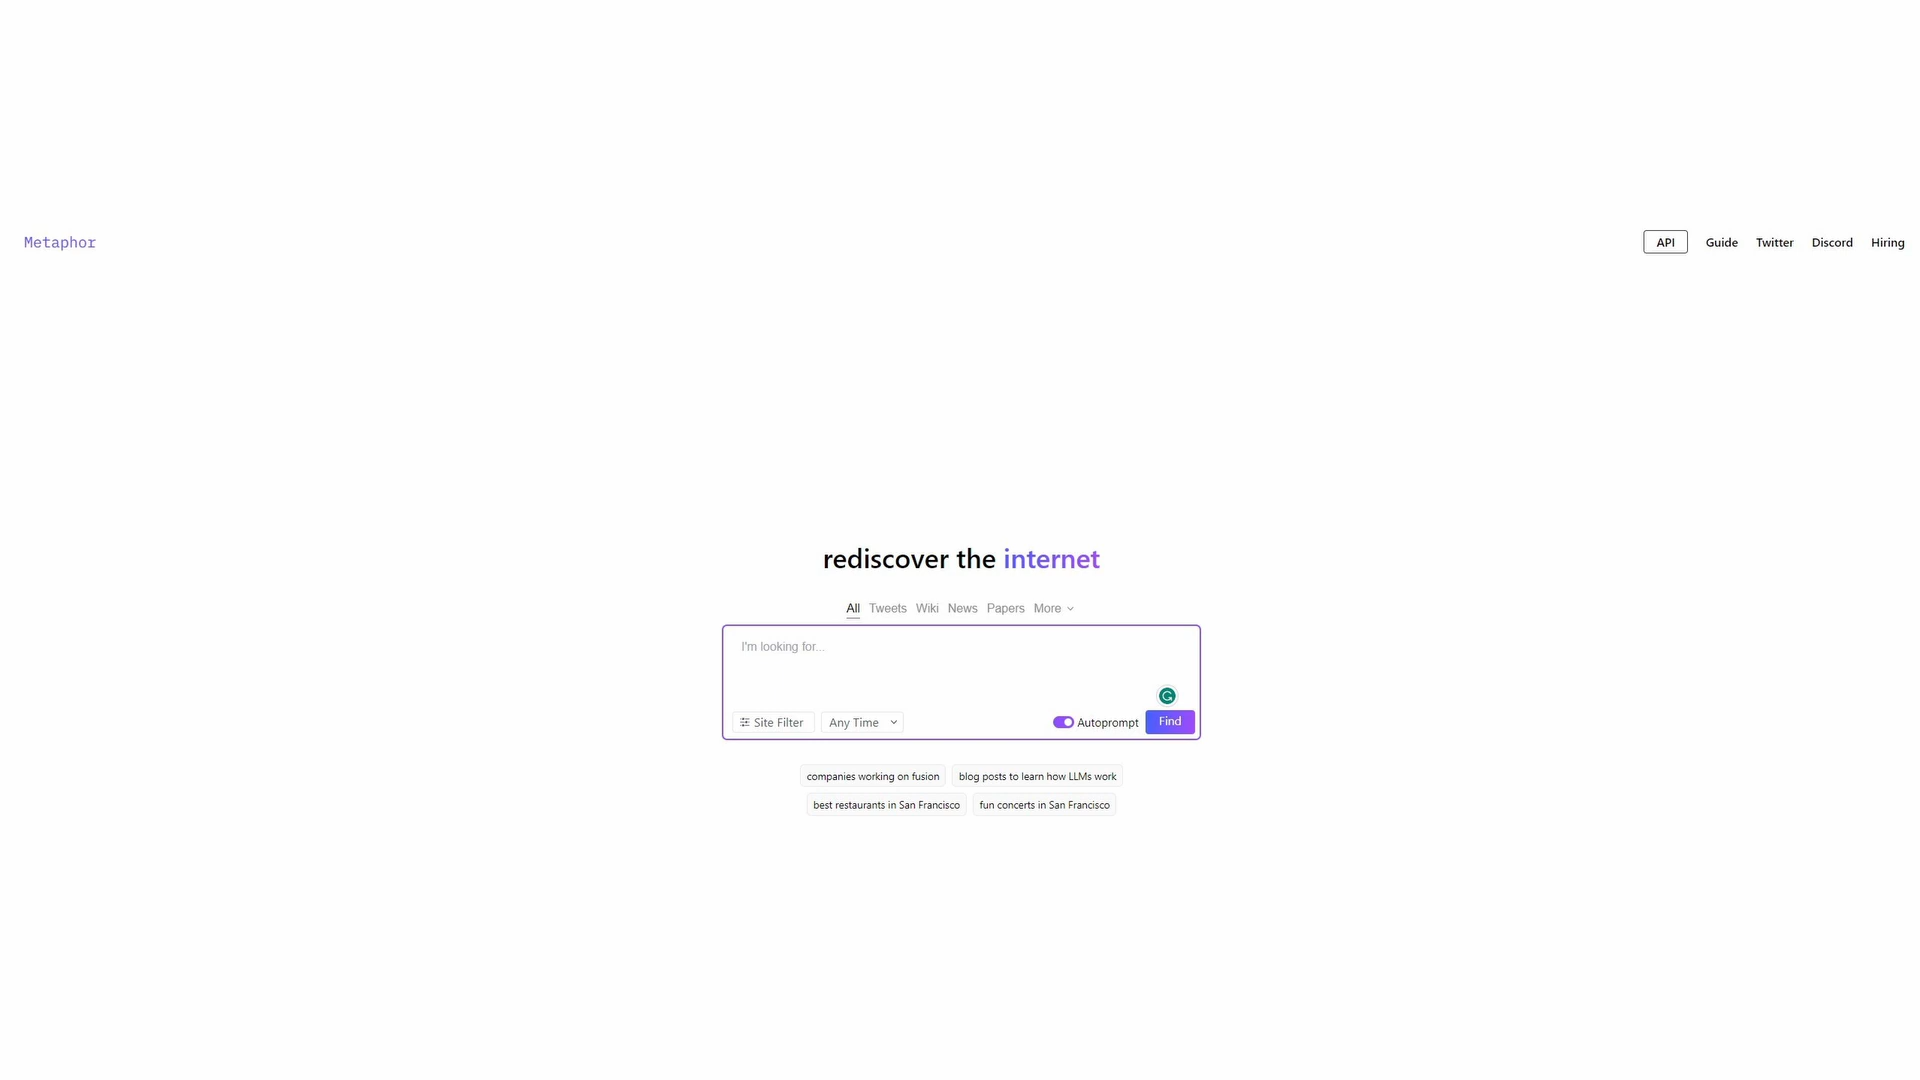 Metaphor
API Guide Twitter Discord Hiring
rediscover the internet
All Tweets Wiki News Papers More
I'm looking for...
Site Filter Any Time Autoprompt Find
companies working on fusion blog posts to learn how LLMs work
best restaurants in San Francisco fun concerts in San Francisco